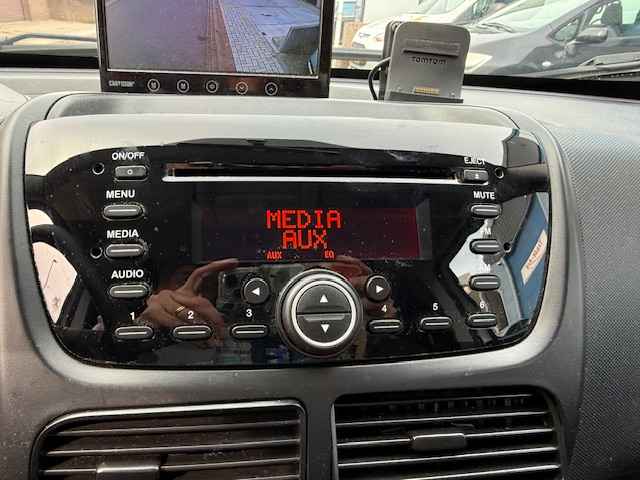 TOMTOM
ON/OFF
EJECT
MENU
MUTE
MEDIA
AUX
AUX EQ
MEDIA
AUDIO
1
2
3
4
5
6